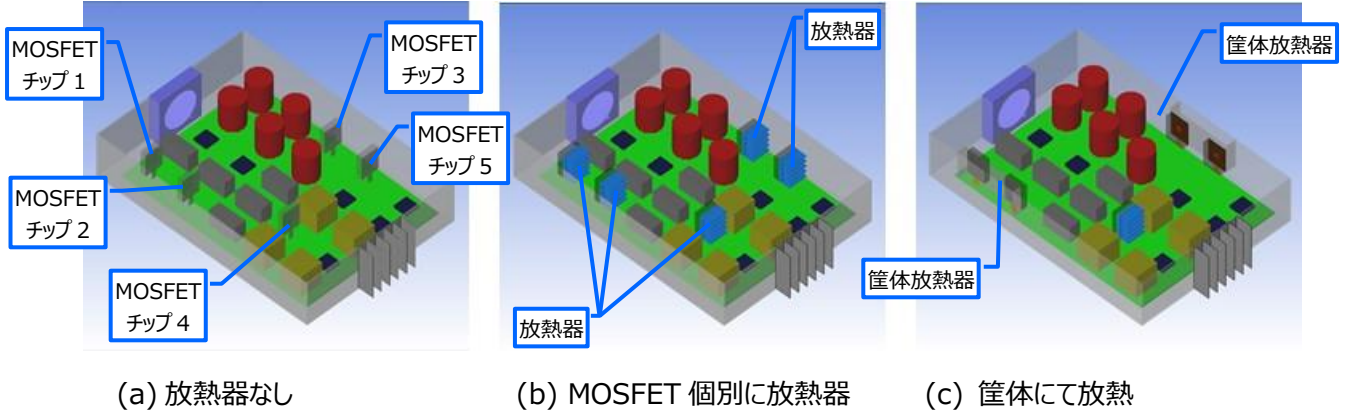 MOSFET
チップ 1
MOSFET
チップ 2
MOSFET
チップ 3
MOSFET
チップ 5
MOSFET
チップ 4
放熱器
放熱器
筐体放熱器
筐体放熱器
(a) 放熱器なし
(b) MOSFET 個別に放熱器
(c) 筐体にて放熱